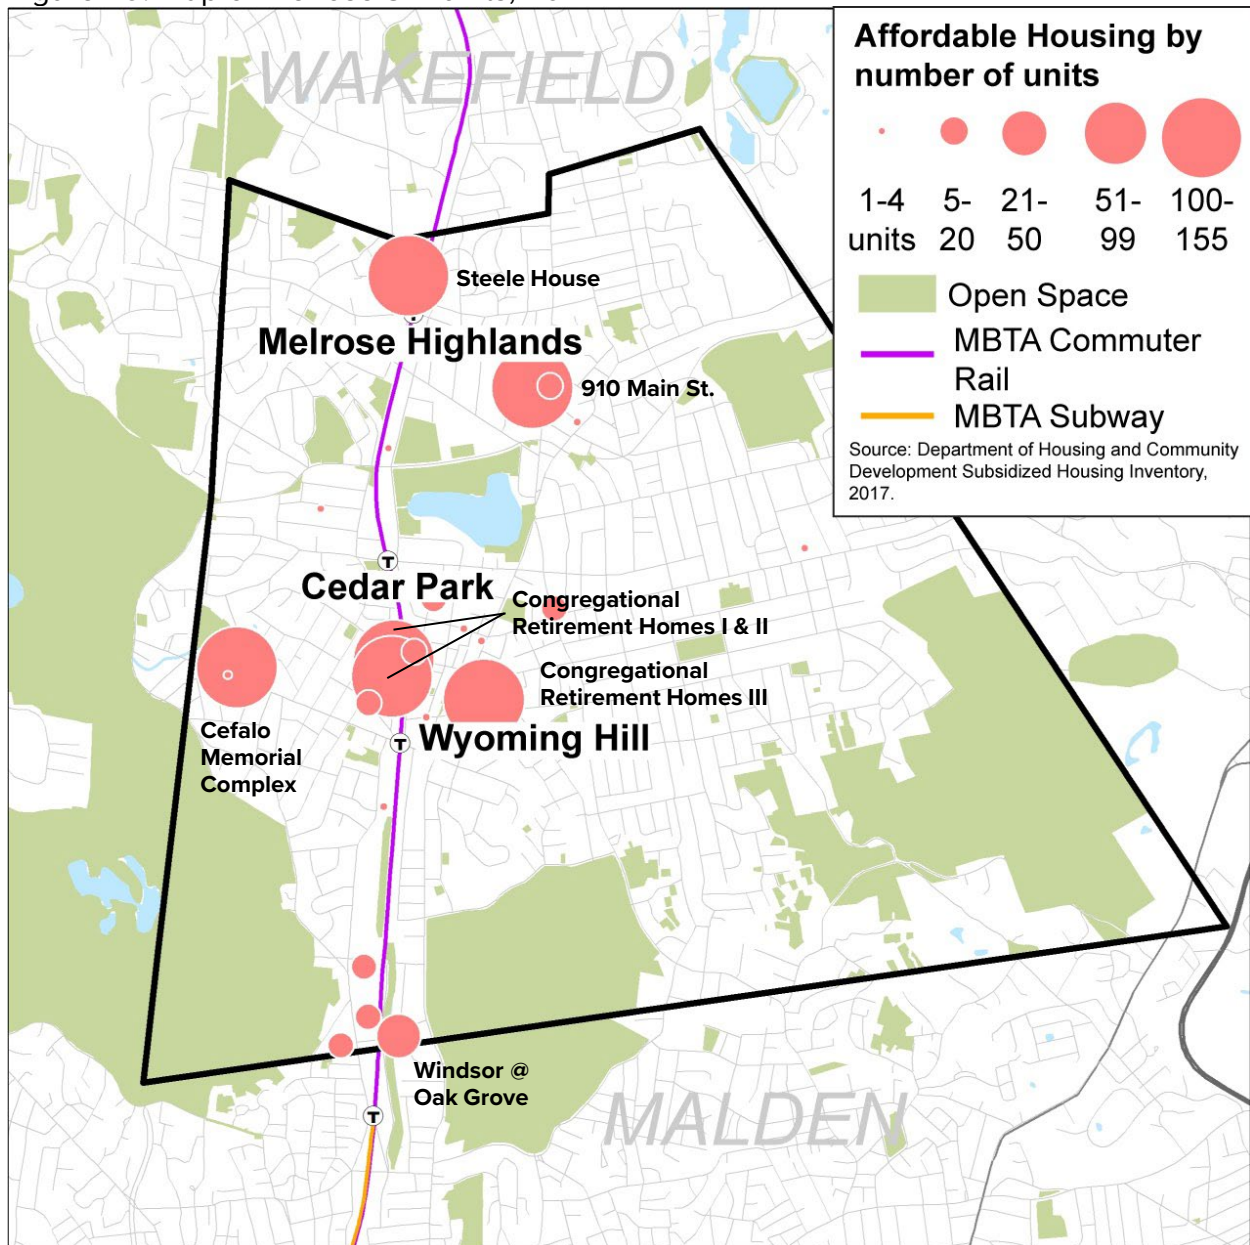 WAKEFIELD
Affordable Housing by
number of units
1-4
units
5-
20
21-
50
51-
99
100-
155
Open Space
MBTA Commuter
Rail
MBTA Subway
Source: Department of Housing and Community
Development Subsidized Housing Inventory,
2017.
Steele House
Melrose Highlands
910 Main St.
T
Cedar Park
Congregational
Retirement Homes I & II
Congregational
Retirement Homes III
Cefalo
Memorial
Complex
T
Wyoming Hill
Windsor @
Oak Grove
T
MALDEN